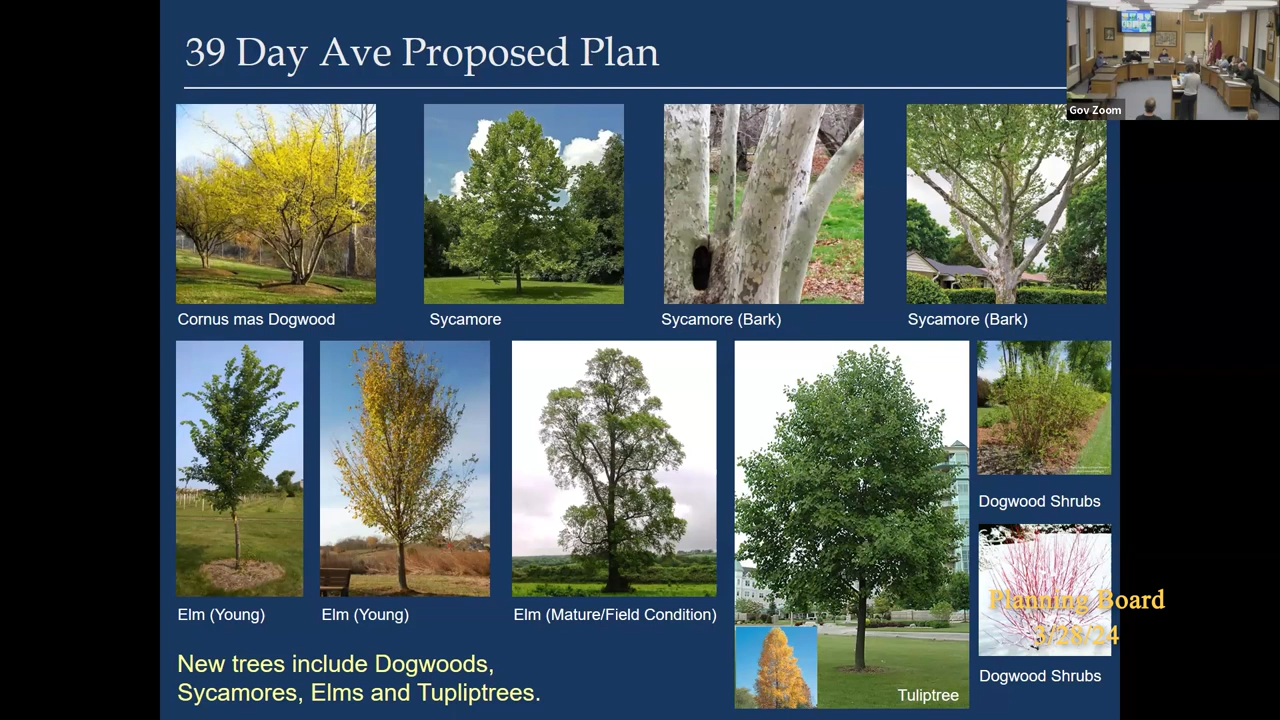 39 Day Ave Proposed Plan
Gov Zoom
Cornus mas Dogwood
Sycamore
Sycamore (Bark)
Sycamore (Bark)
Elm (Young)
Elm (Young)
Elm (Mature/Field Condition)
Tuliptree
Dogwood Shrubs
Dogwood Shrubs
Planning Board
3/28/24
New trees include Dogwoods,
Sycamores, Elms and Tupliptrees.